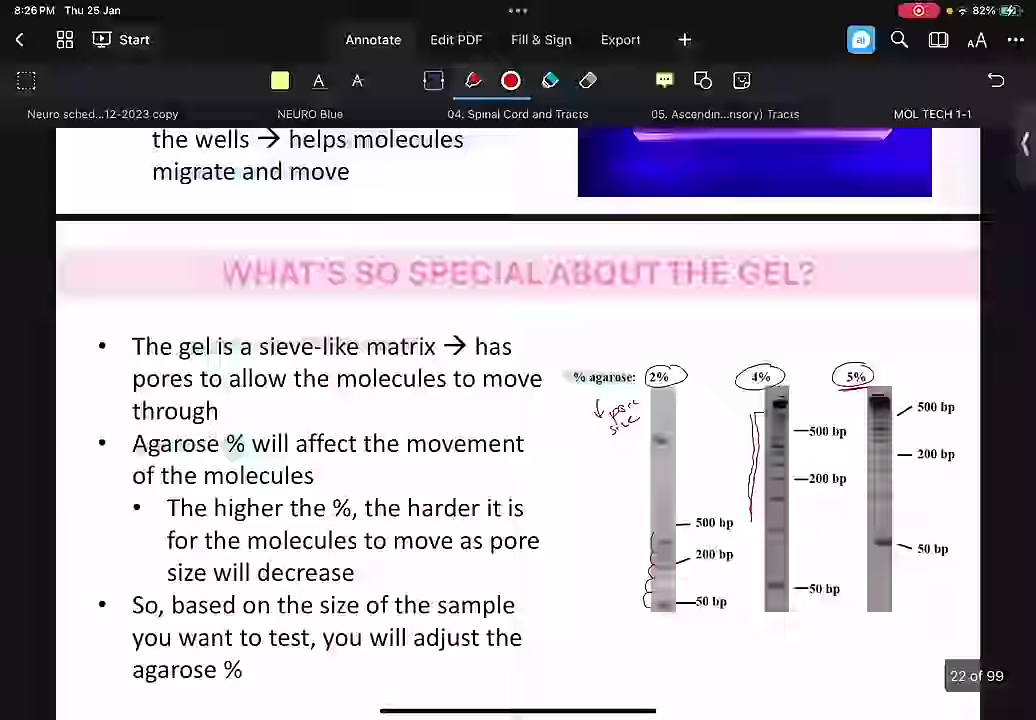 8:26 PM Thu 25 Jan
82%
Start
Annotate
Edit PDF
Fill & Sign
Export
ai
AA
A
A
Neuro sched...12-2023 copy
NEURO Blue
04. Spinal Cord and Tracts
05. Ascendin...nsory) Tracts
MOL TECH 1-1
the wells → helps molecules
migrate and move
WHAT'S SO SPECIAL ABOUT THE GEL?
• The gel is a sieve-like matrix → has
pores to allow the molecules to move
through
• Agarose % will affect the movement
of the molecules
• The higher the %, the harder it is
for the molecules to move as pore
size will decrease
• So, based on the size of the sample
you want to test, you will adjust the
agarose %
% agarose: 2% 4% 5%
↓ pore
size
500 bp
200 bp
50 bp
500 bp
200 bp
50 bp
500 bp
200 bp
50 bp
22 of 99